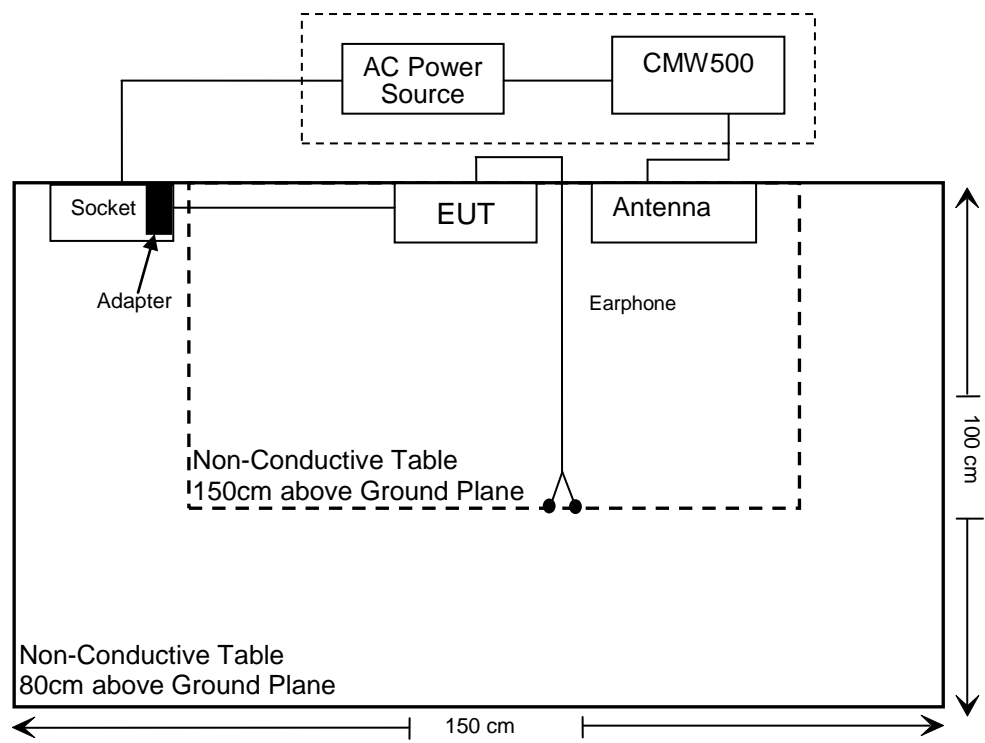 AC Power
Source
CMW500
Socket
EUT
Antenna
Adapter
Earphone
100 cm
Non-Conductive Table
150cm above Ground Plane
Non-Conductive Table
80cm above Ground Plane
150 cm